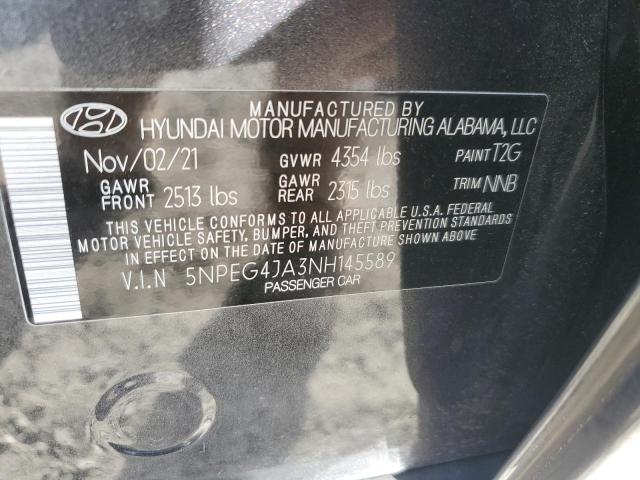 MANUFACTURED BY
HYUNDAI MOTOR MANUFACTURING ALABAMA, LLC
Nov/02/21 GVWR 4354 lbs PAINT T2G
GAWR FRONT 2513 lbs GAWR REAR 2315 lbs TRIM NNB
THIS VEHICLE CONFORMS TO ALL APPLICABLE U.S.A. FEDERAL
MOTOR VEHICLE SAFETY, BUMPER, AND THEFT PREVENTION STANDARDS
IN EFFECT ON THE DATE OF MANUFACTURE SHOWN ABOVE.
V.I.N 5NPEG4JA3NH145589
PASSENGER CAR